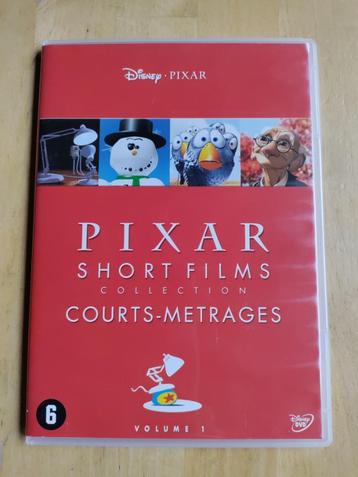 Disney · PIXAR
PIXAR
SHORT FILMS
COLLECTION
COURTS-METRAGES
6
VOLUME 1
Disney
DVD